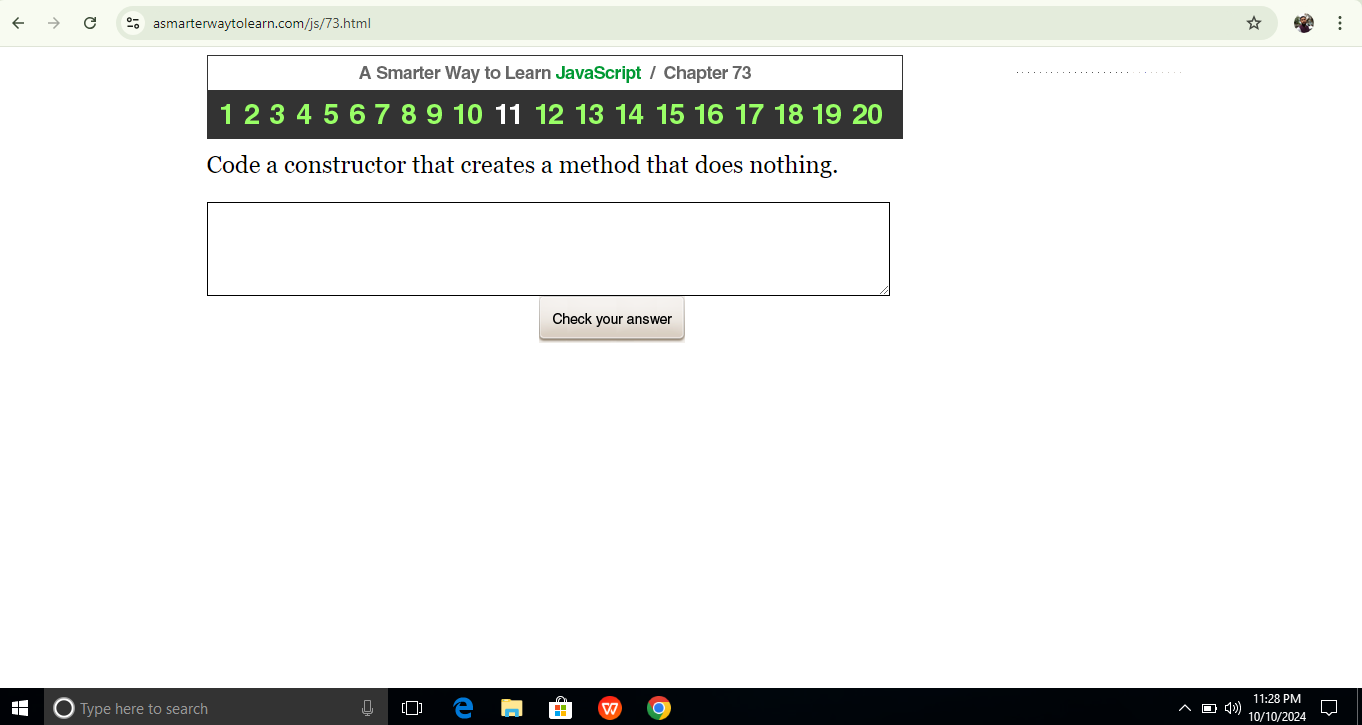 asmarterwaytolearn.com/js/73.html
A Smarter Way to Learn JavaScript / Chapter 73
1 2 3 4 5 6 7 8 9 10 11 12 13 14 15 16 17 18 19 20
Code a constructor that creates a method that does nothing.
Check your answer
Type here to search
11:28 PM
10/10/2024